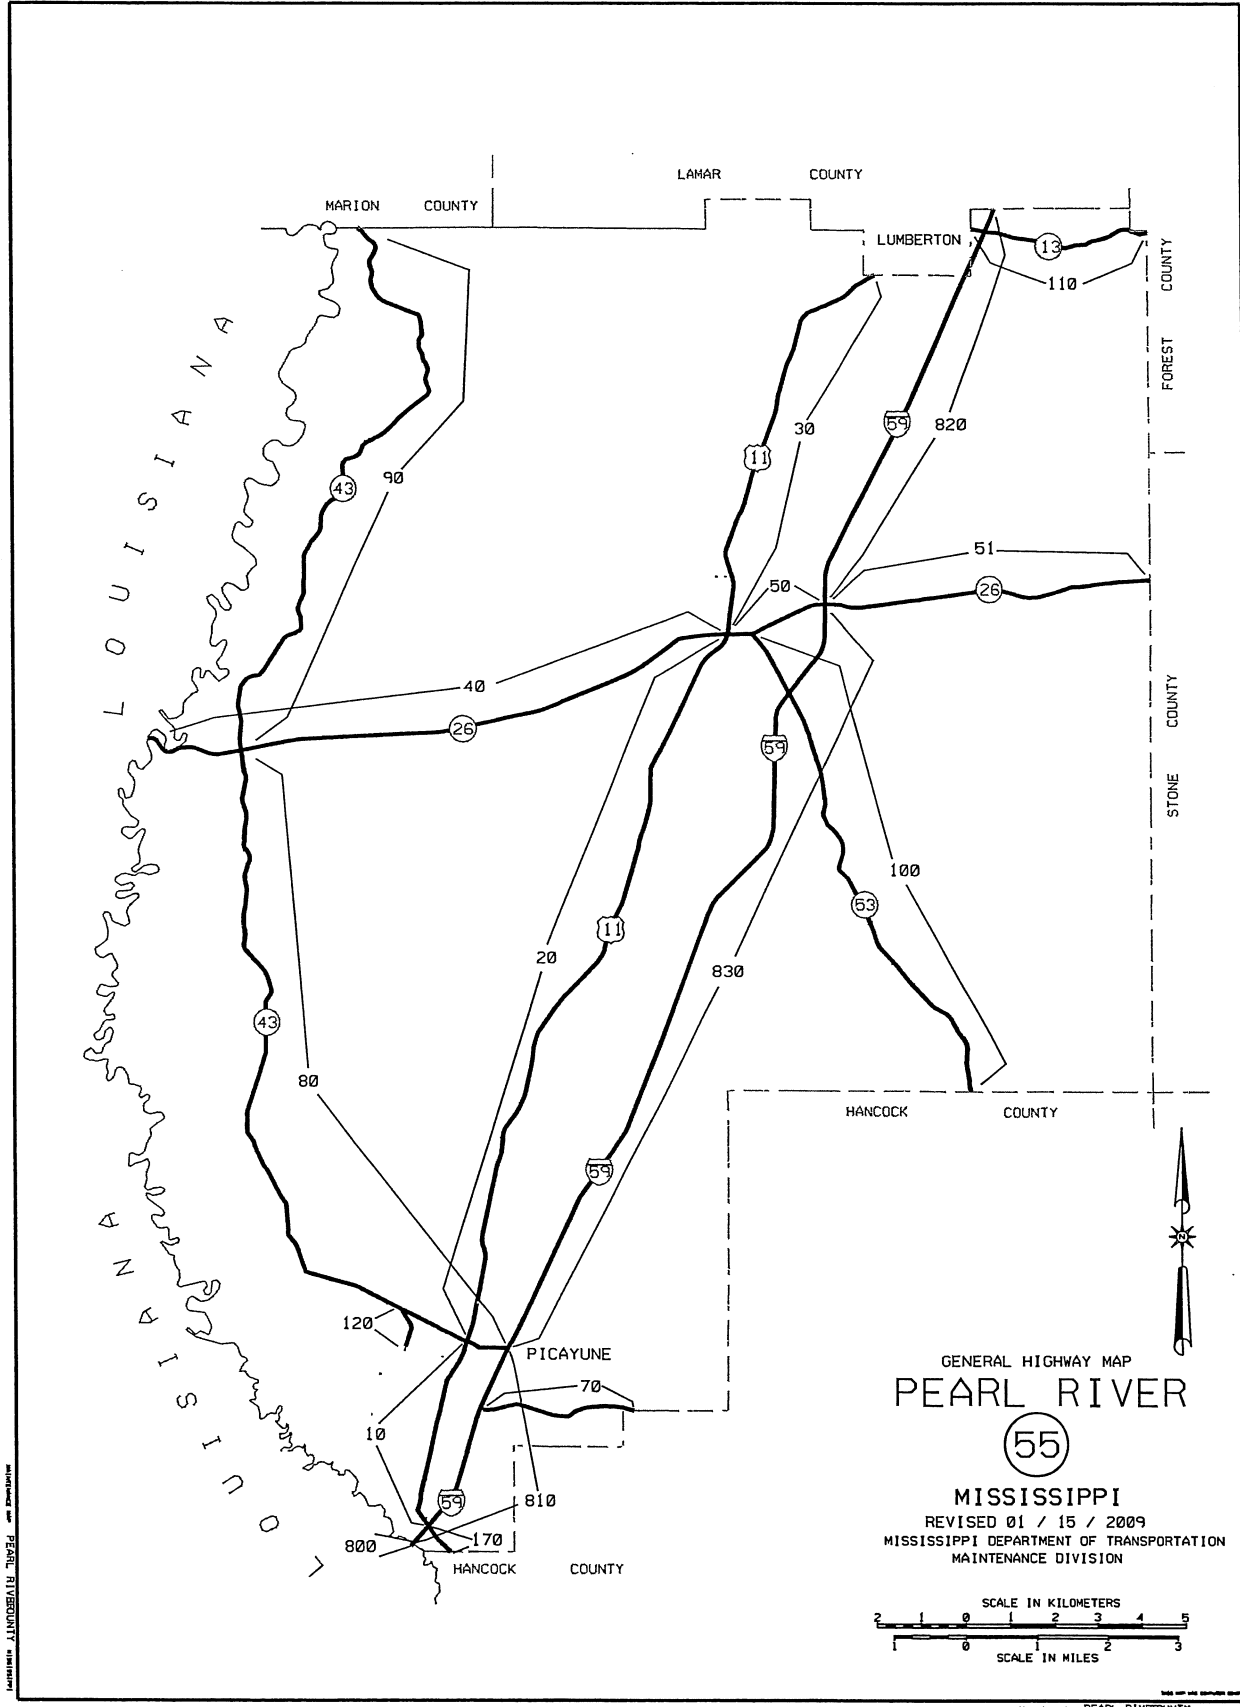 LAMAR COUNTY
MARION COUNTY
LUMBERTON
13
110
COUNTY
FOREST
LOUISIANA
30
59
820
11
90
43
51
50
26
40
26
COUNTY
STONE
59
100
53
11
20
830
43
80
HANCOCK COUNTY
59
LOUISIANA
120
PICAYUNE
70
10
59
810
800
170
HANCOCK COUNTY
GENERAL HIGHWAY MAP
PEARL RIVER
55
MISSISSIPPI
REVISED 01 / 15 / 2009
MISSISSIPPI DEPARTMENT OF TRANSPORTATION
MAINTENANCE DIVISION
SCALE IN KILOMETERS
2 1 0 1 2 3 4 5
1 0 1 2 3
SCALE IN MILES
N
MAINTENANCE MAP PEARL RIVER